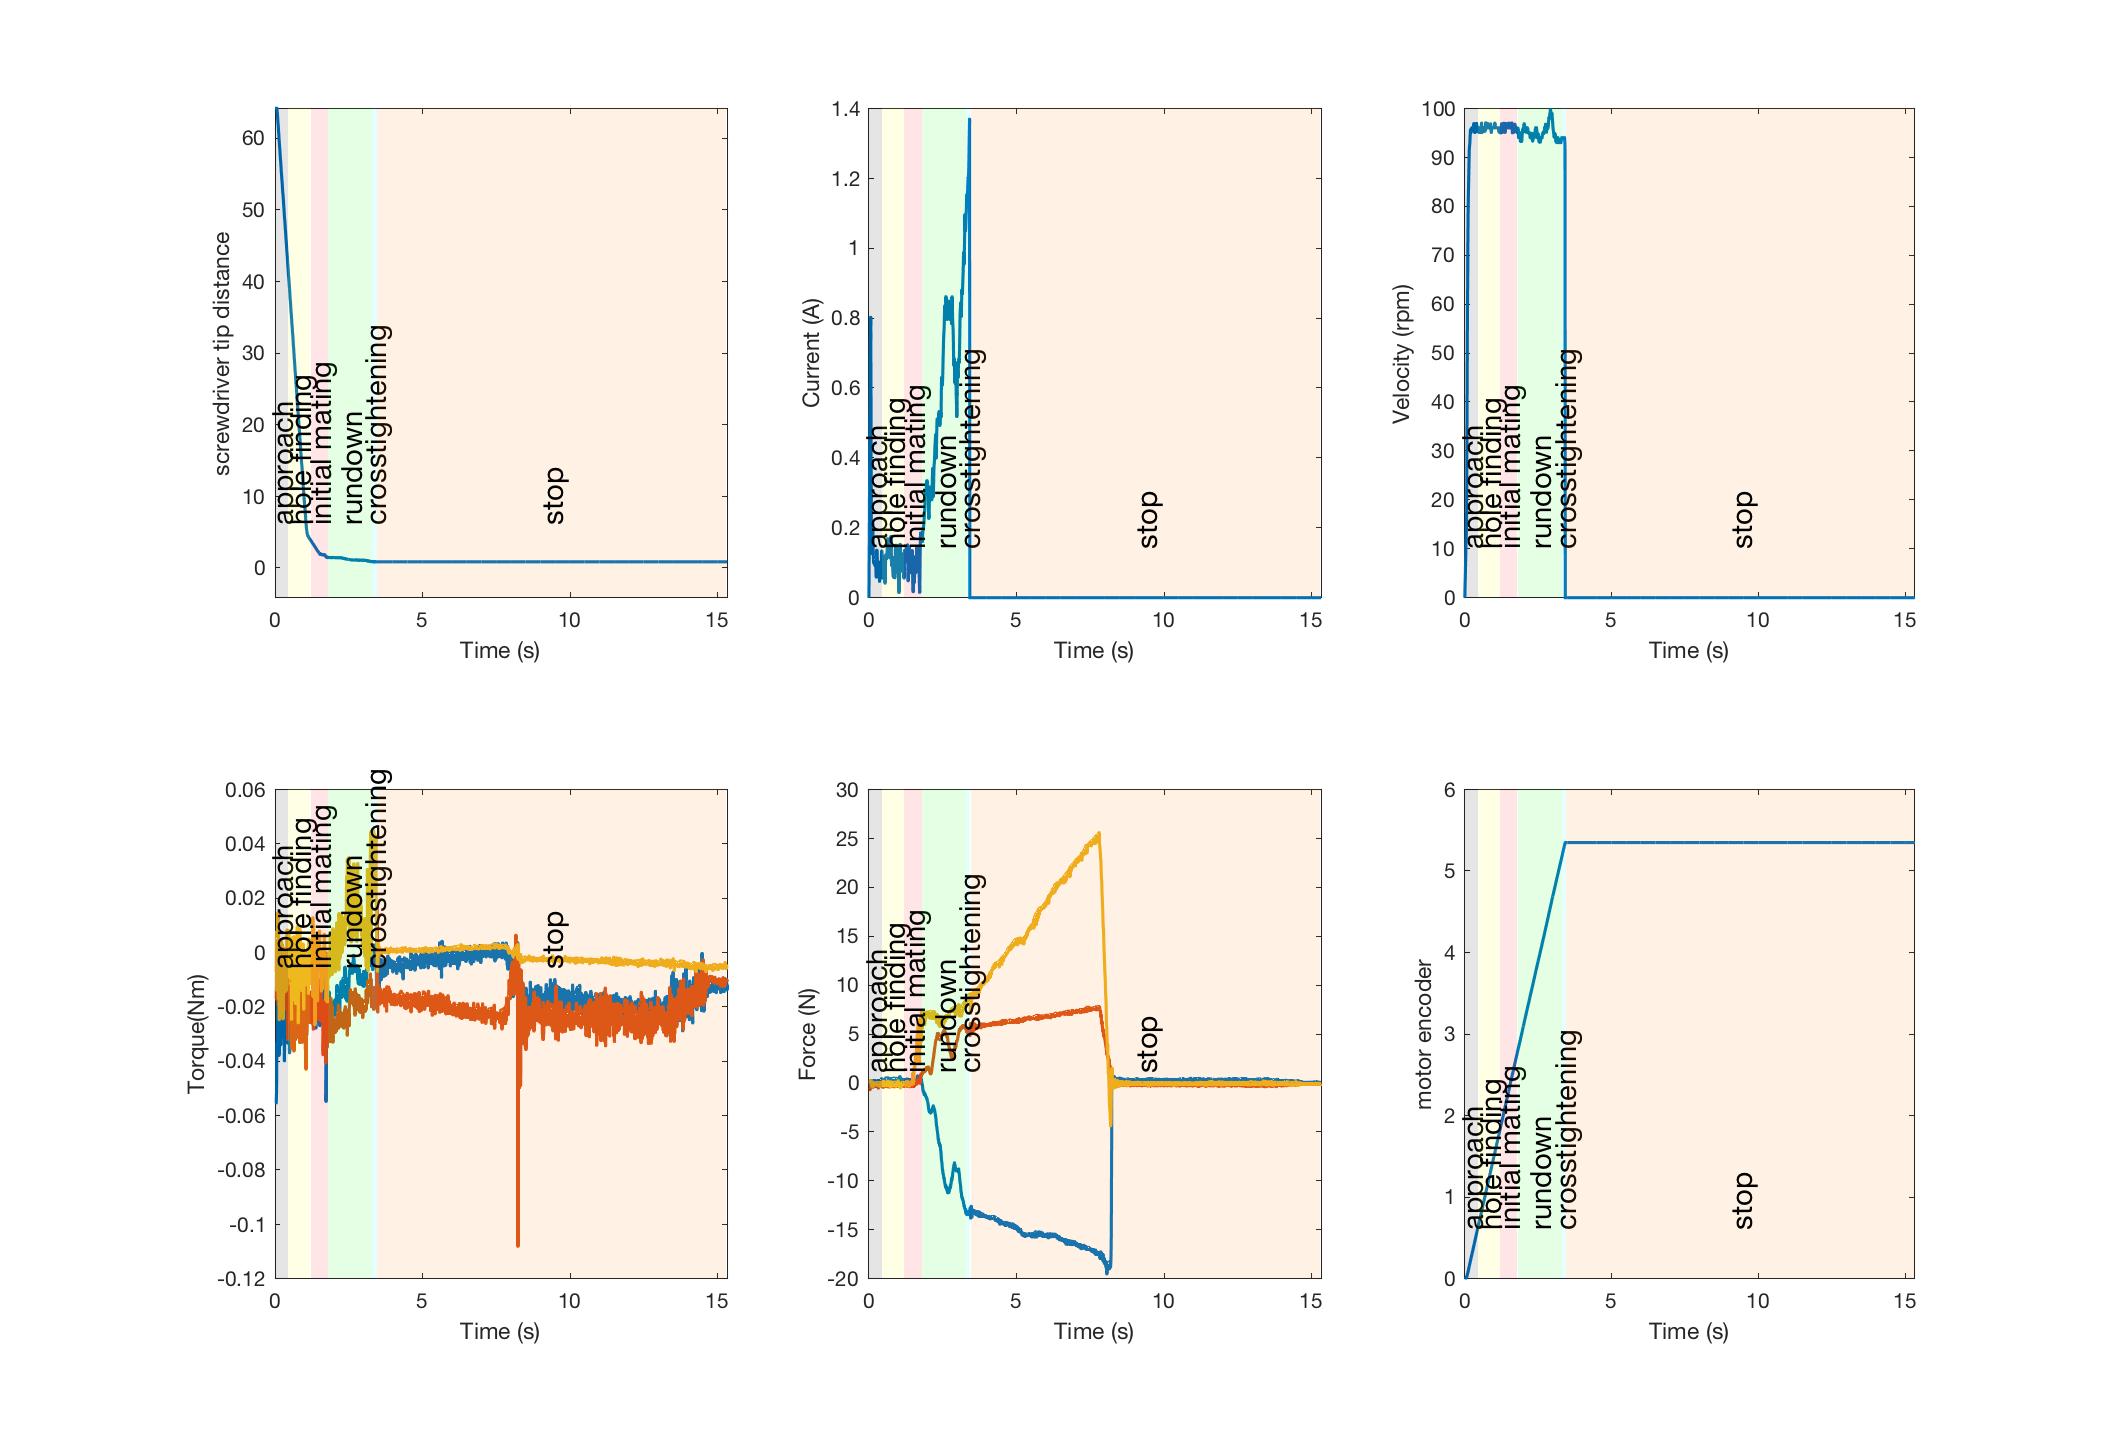 screwdriver tip distance
60
50
40
30
20
10
0
approach
hole finding
initial mating
rundown
crosstightening
stop
0
5
10
15
Time (s)
Current (A)
1.4
1.2
1
0.8
0.6
0.4
0.2
0
approach
hole finding
initial mating
rundown
crosstightening
stop
0
5
10
15
Time (s)
Velocity (rpm)
100
90
80
70
60
50
40
30
20
10
0
approach
hole finding
initial mating
rundown
crosstightening
stop
0
5
10
15
Time (s)
Torque(Nm)
0.06
0.04
0.02
0
-0.02
-0.04
-0.06
-0.08
-0.1
-0.12
approach
hole finding
initial mating
rundown
crosstightening
stop
0
5
10
15
Time (s)
Force (N)
30
25
20
15
10
5
0
-5
-10
-15
-20
approach
hole finding
initial mating
rundown
crosstightening
stop
0
5
10
15
Time (s)
motor encoder
6
5
4
3
2
1
0
approach
hole finding
initial mating
rundown
crosstightening
stop
0
5
10
15
Time (s)